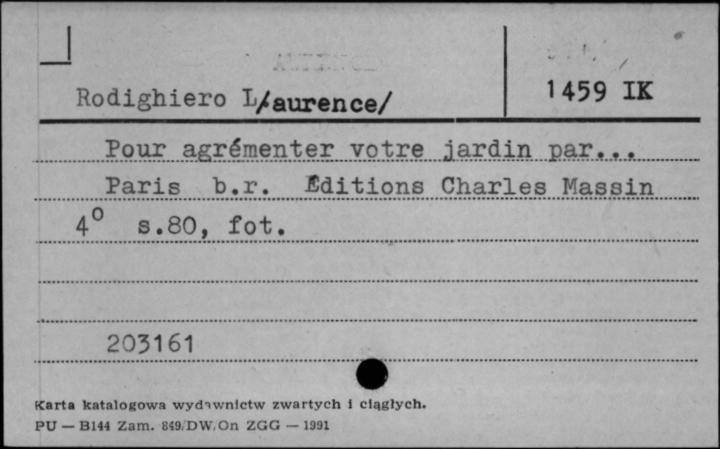 Rodighiero L/aurence/
1459 IK
Pour agrémenter votre jardin par...
Paris b.r. Éditions Charles Massin
4° s.80, fot.
203161
Karta katalogowa wydawnictw zwartych i ciągłych.
PU — B144 Zam. 849/DW/On ZGG — 1991